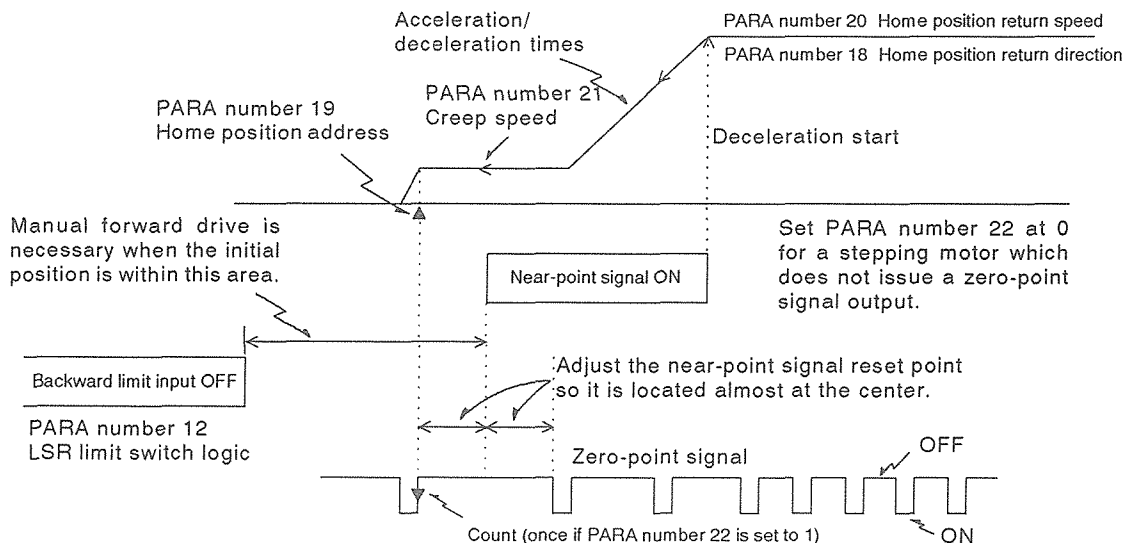 Acceleration/
deceleration times
PARA number 20 Home position return speed
PARA number 18 Home position return direction
PARA number 19
Home position address
PARA number 21
Creep speed
Deceleration start
Manual forward drive is
necessary when the initial
position is within this area.
Set PARA number 22 at 0
for a stepping motor which
does not issue a zero-point
signal output.
Near-point signal ON
Backward limit input OFF
Adjust the near-point signal reset point
so it is located almost at the center.
PARA number 12
LSR limit switch logic
Zero-point signal
OFF
Count (once if PARA number 22 is set to 1)
ON